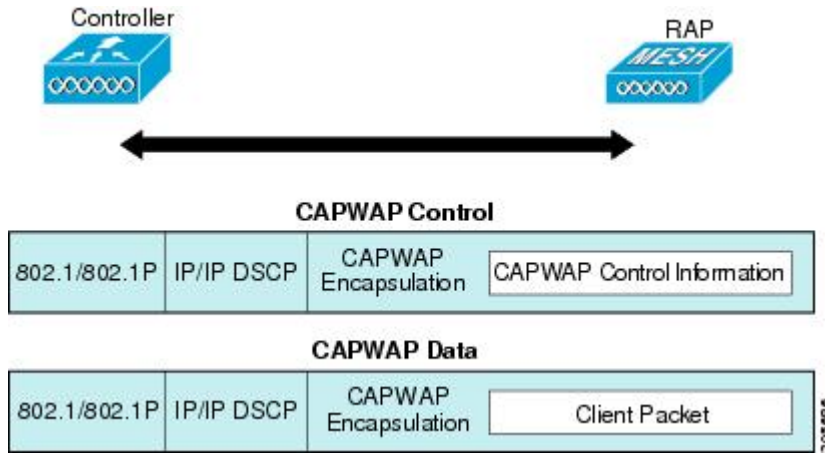 Controller
RAP
MESH
CAPWAP Control
802.1/802.1P
IP/IP DSCP
CAPWAP
Encapsulation
CAPWAP Control Information
CAPWAP Data
802.1/802.1P
IP/IP DSCP
CAPWAP
Encapsulation
Client Packet